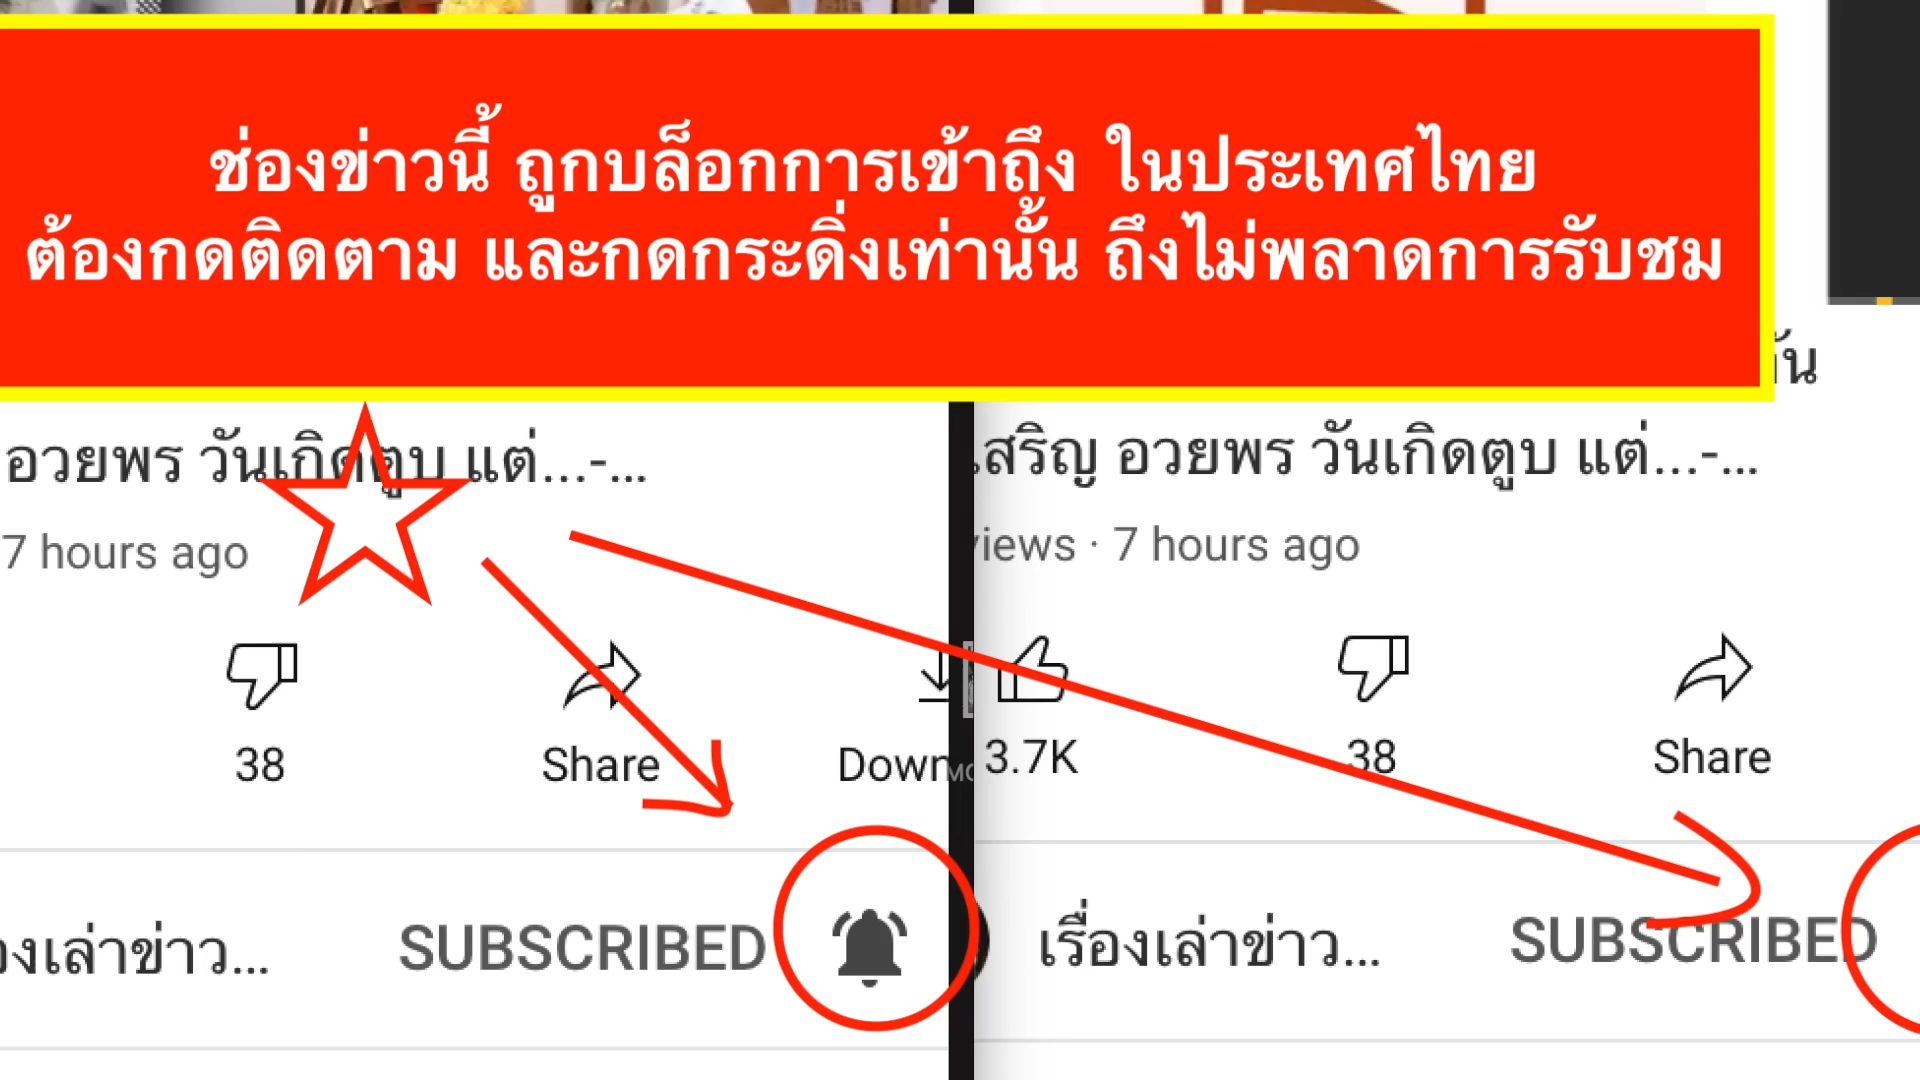 ช่องข่าวนี้ ถูกบล็อกการเข้าถึง ในประเทศไทย
ต้องกดติดตาม และกดกระดิ่งเท่านั้น ถึงไม่พลาดการรับชม
อวยพร วันเกิดตูบ แต่...-...
7 hours ago
38
Share
Down
SUBSCRIBED
สริญ อวยพร วันเกิดตูบ แต่...-...
views · 7 hours ago
3.7K
38
Share
เรื่องเล่าข่าว...
SUBSCRIBED